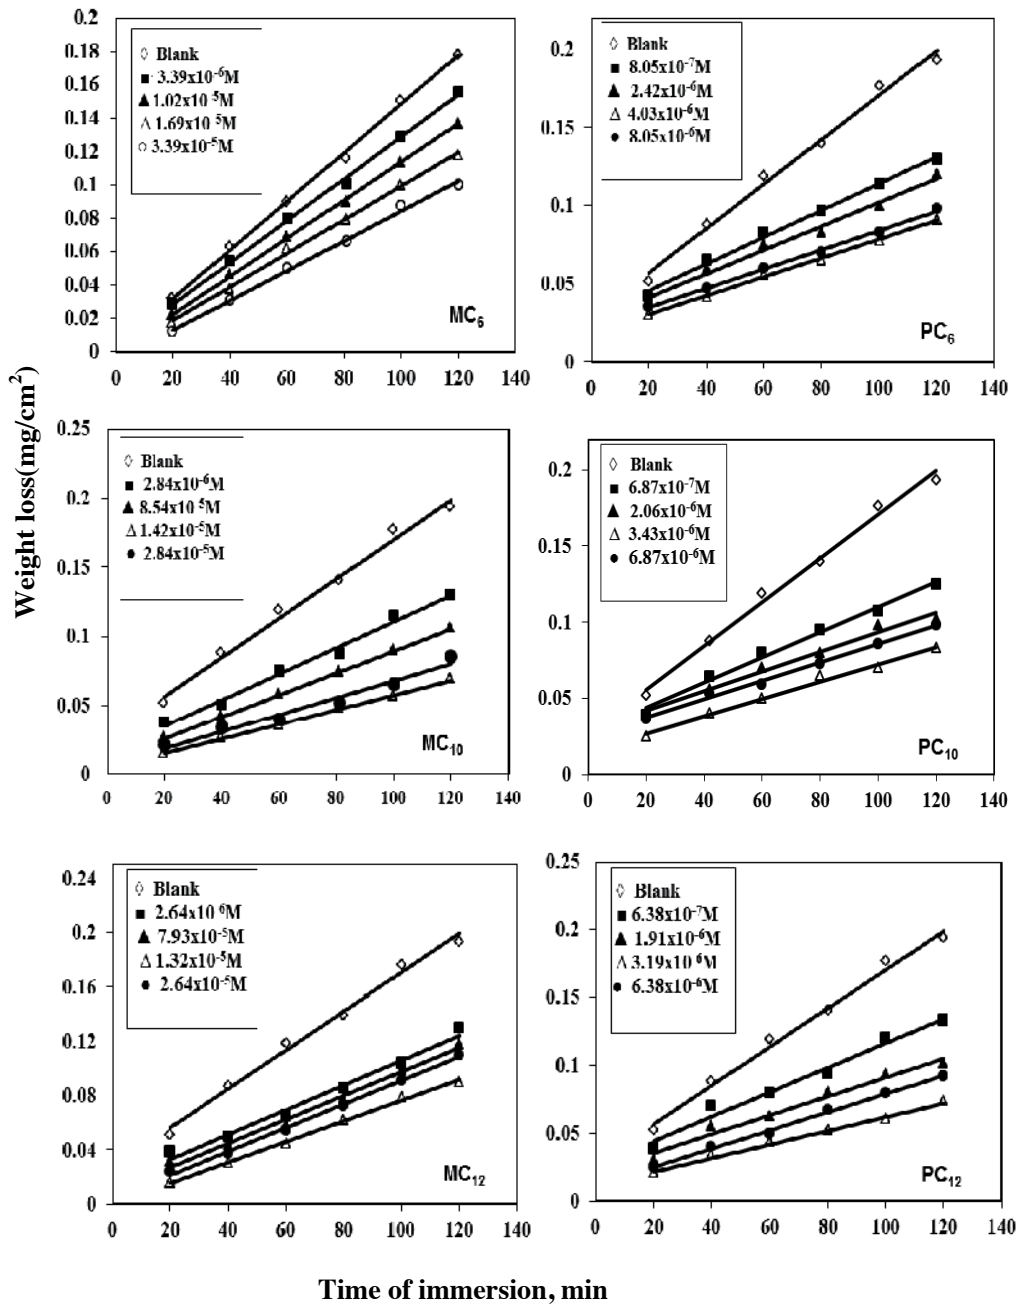 Weight loss(mg/cm²)
0.2
0.18
0.16
0.14
0.12
0.1
0.08
0.06
0.04
0.02
0
Blank
3.39x10⁻⁶M
1.02x10⁻⁵M
1.69x10⁻⁵M
3.39x10⁻⁵M
MC₆
0 20 40 60 80 100 120 140
0.2
0.15
0.1
0.05
0
Blank
8.05x10⁻⁷M
2.42x10⁻⁶M
4.03x10⁻⁶M
8.05x10⁻⁶M
PC₆
0 20 40 60 80 100 120 140
0.25
0.2
0.15
0.1
0.05
0
Blank
2.84x10⁻⁶M
8.54x10⁻⁵M
1.42x10⁻⁵M
2.84x10⁻⁵M
MC₁₀
0 20 40 60 80 100 120 140
0.2
0.15
0.1
0.05
0
Blank
6.87x10⁻⁷M
2.06x10⁻⁶M
3.43x10⁻⁶M
6.87x10⁻⁶M
PC₁₀
0 20 40 60 80 100 120 140
0.24
0.2
0.16
0.12
0.08
0.04
0
Blank
2.64x10⁻⁶M
7.93x10⁻⁵M
1.32x10⁻⁵M
2.64x10⁻⁵M
MC₁₂
0 20 40 60 80 100 120 140
0.25
0.2
0.15
0.1
0.05
0
Blank
6.38x10⁻⁷M
1.91x10⁻⁶M
3.19x10⁻⁶M
6.38x10⁻⁶M
PC₁₂
0 20 40 60 80 100 120 140
Time of immersion, min